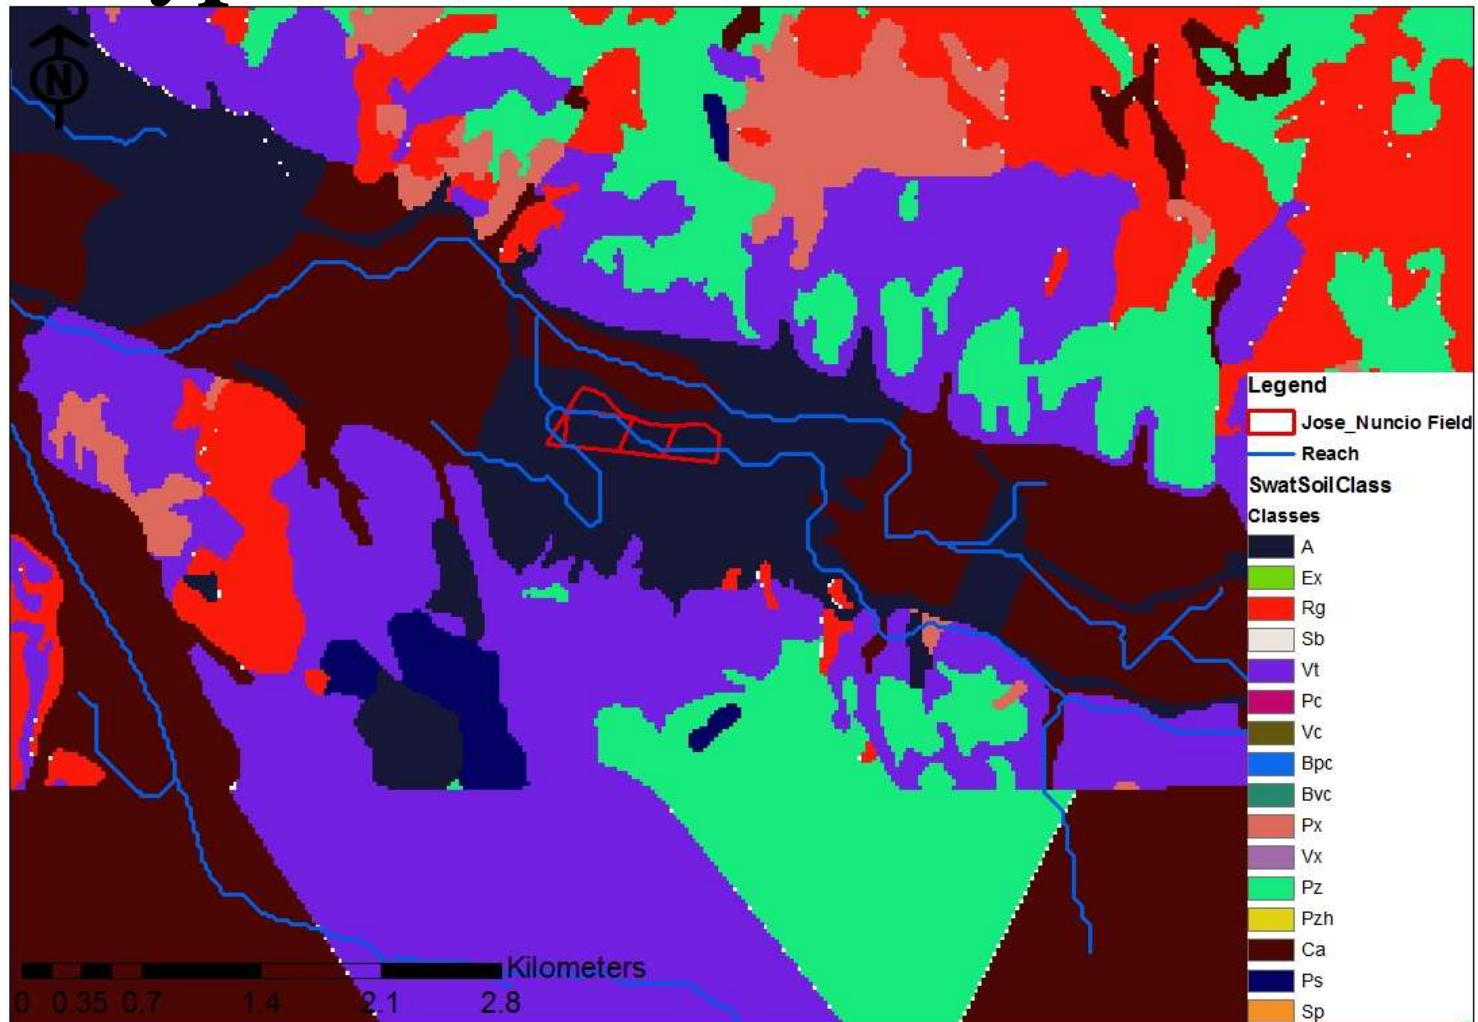 N
Legend
Jose_Nuncio Field
Reach
SwatSoilClass
Classes
A
Ex
Rg
Sb
Vt
Pc
Vc
Bpc
Bvc
Px
Vx
Pz
Pzh
Ca
Ps
Sp
Kilometers
0 0.35 0.7 1.4 2.1 2.8